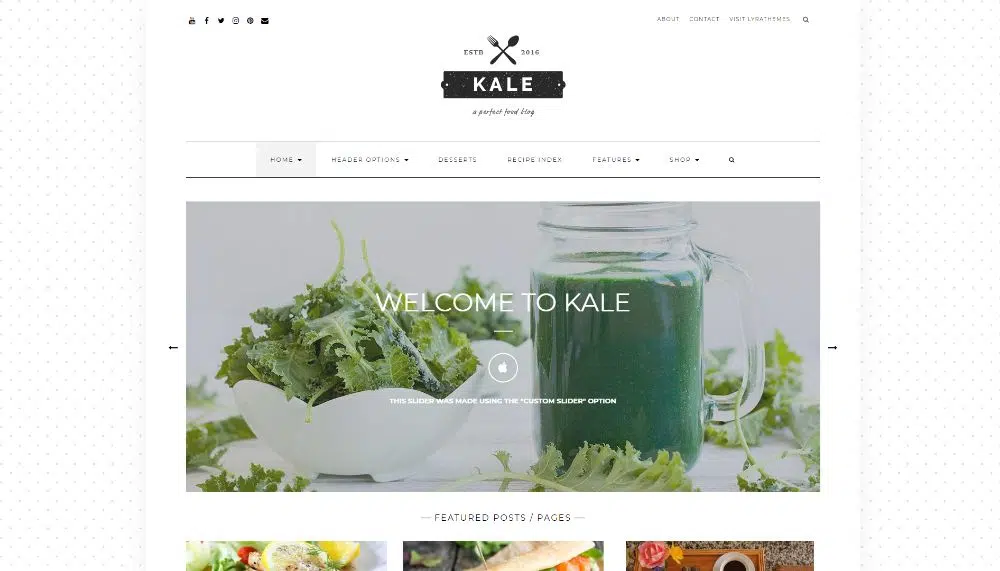 ABOUT CONTACT VISIT LYRATHEMES
ESTD 2016
KALE
a perfect food blog
HOME HEADER OPTIONS DESSERTS RECIPE INDEX FEATURES SHOP
WELCOME TO KALE
THIS SLIDER WAS MADE USING THE "CUSTOM SLIDER" OPTION
FEATURED POSTS / PAGES